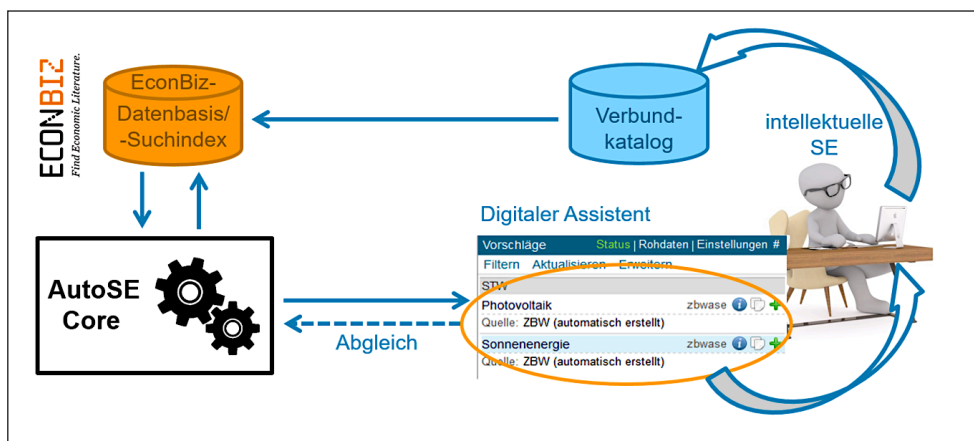 ECONBIZ
Find Economic Literature.
EconBiz-
Datenbasis/
-Suchindex
Verbund-
katalog
intellektuelle
SE
Digitaler Assistent
Vorschläge Status | Rohdaten | Einstellungen #
Filtern Aktualisieren Erweitern
STW
Photovoltaik zbwase
Quelle: ZBW (automatisch erstellt)
Sonnenenergie zbwase
Quelle: ZBW (automatisch erstellt)
AutoSE
Core
Abgleich